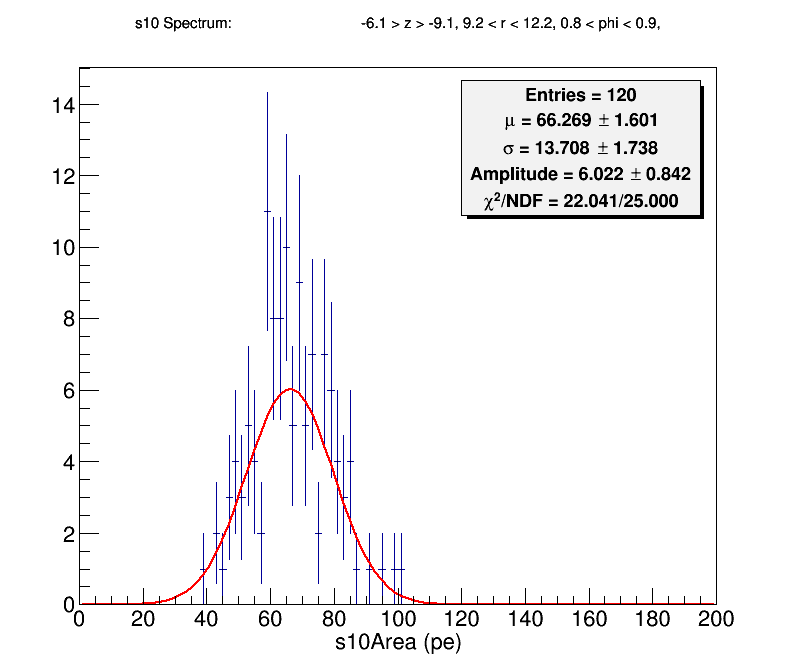 s10 Spectrum: -6.1 > z > -9.1, 9.2 < r < 12.2, 0.8 < phi < 0.9,
Entries = 120
μ = 66.269 ± 1.601
σ = 13.708 ± 1.738
Amplitude = 6.022 ± 0.842
χ²/NDF = 22.041/25.000
14
12
10
8
6
4
2
0
0 20 40 60 80 100 120 140 160 180 200
s10Area (pe)